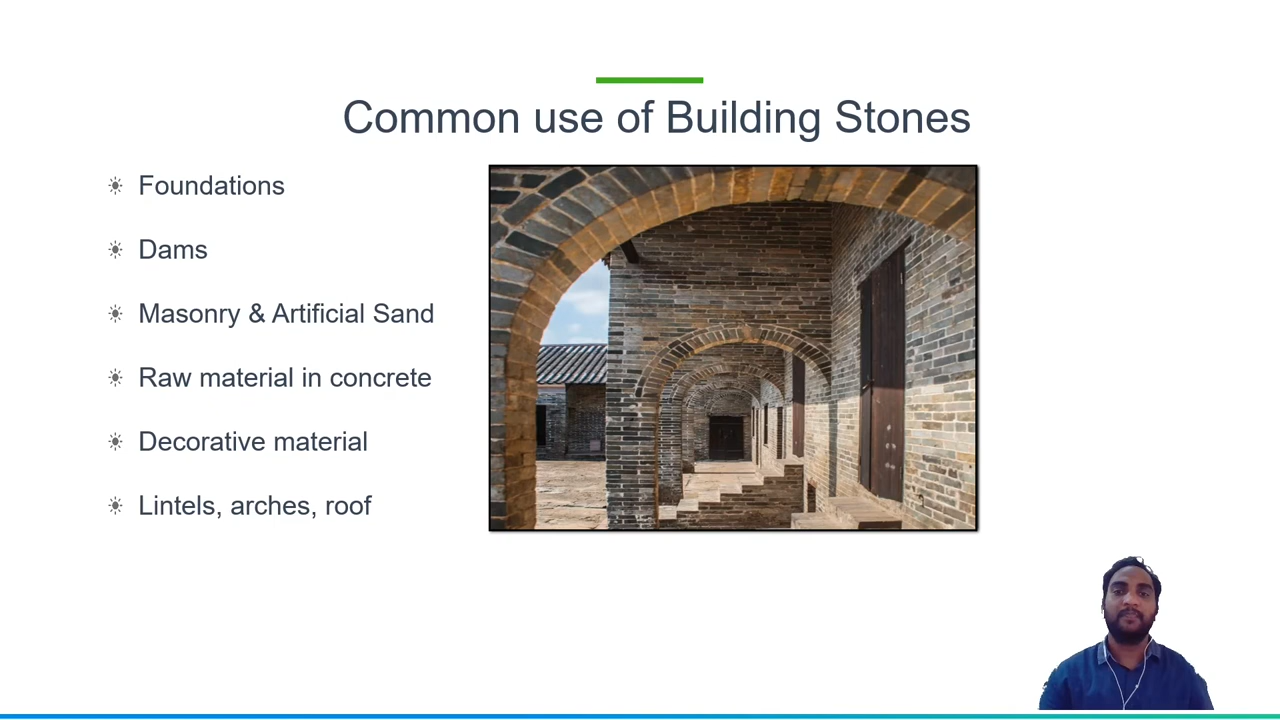 Common use of Building Stones
Foundations
Dams
Masonry & Artificial Sand
Raw material in concrete
Decorative material
Lintels, arches, roof